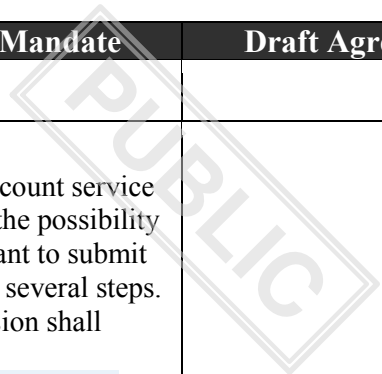 Mandate Draft Agre
count service
the possibility
ant to submit
several steps.
ion shall
PUBLIC